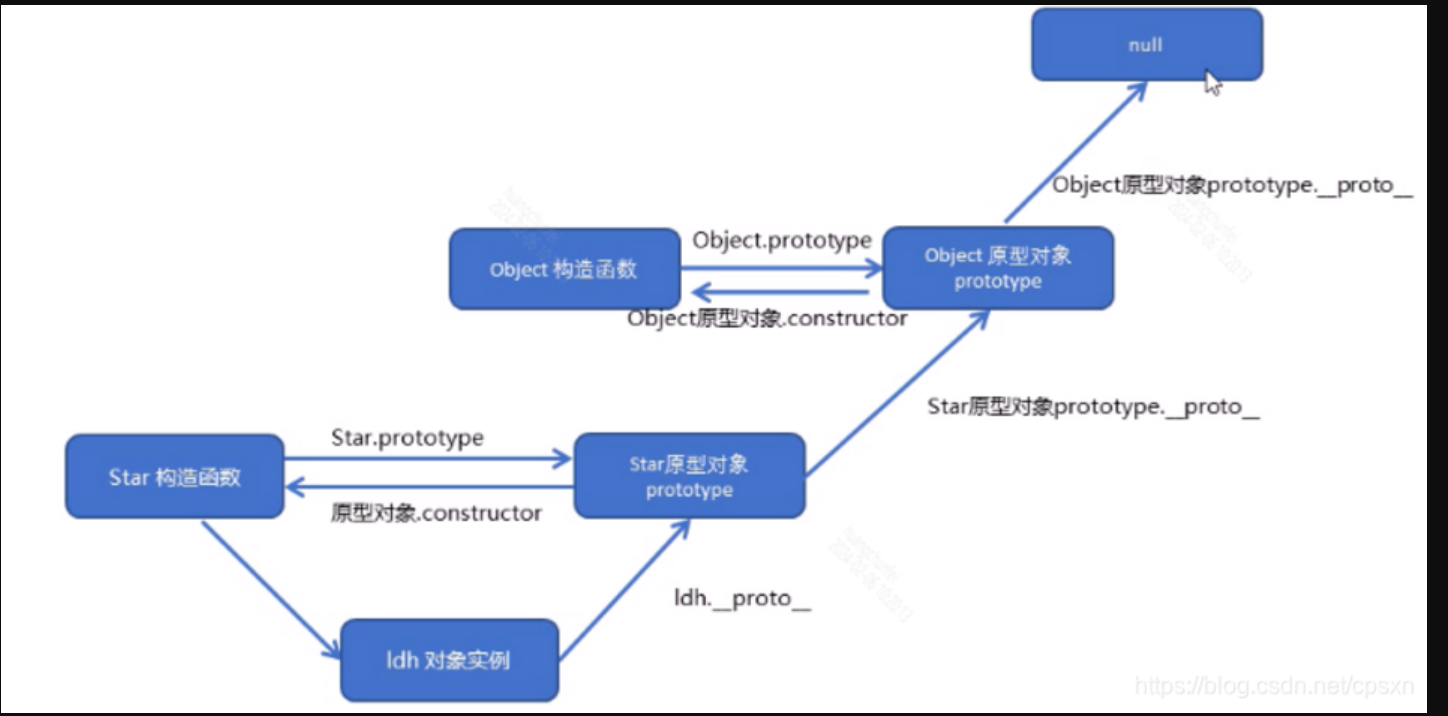 null
Object原型对象prototype.__proto__
Object.prototype
Object 构造函数
Object 原型对象
prototype
Object原型对象.constructor
Star原型对象prototype.__proto__
Star.prototype
Star 构造函数
Star原型对象
prototype
原型对象.constructor
ldh.__proto__
ldh 对象实例
https://blog.csdn.net/cpsxn